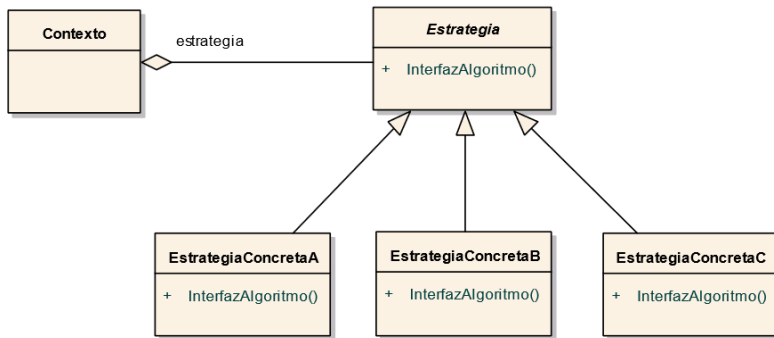 Contexto
estrategia
Estrategia
+ InterfazAlgoritmo()
EstrategiaConcretaA
+ InterfazAlgoritmo()
EstrategiaConcretaB
+ InterfazAlgoritmo()
EstrategiaConcretaC
+ InterfazAlgoritmo()